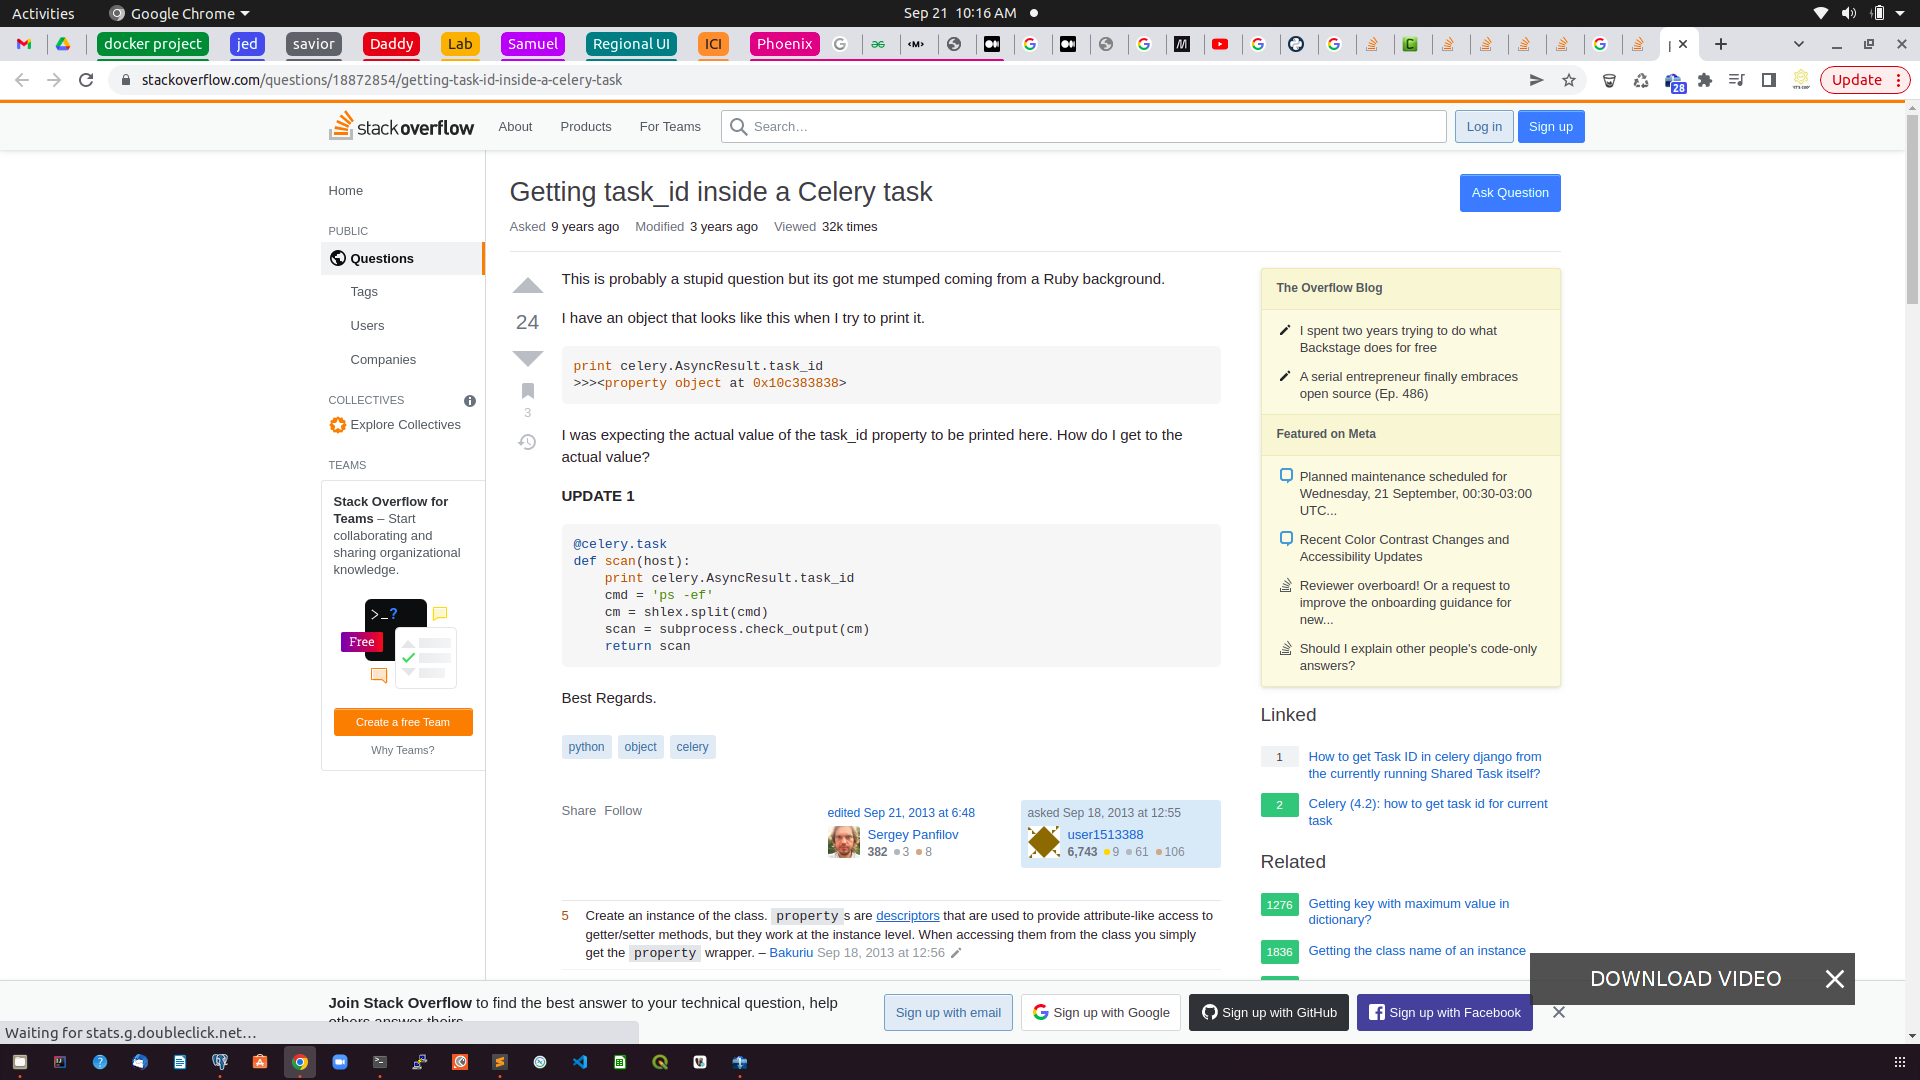 Activities
Google Chrome
Sep 21 10:16 AM
docker project
jed
savior
Daddy
Lab
Samuel
Regional UI
ICI
Phoenix
stackoverflow.com/questions/18872854/getting-task-id-inside-a-celery-task
28
Update
stack overflow
About
Products
For Teams
Search…
Log in
Sign up
Home
PUBLIC
Questions
Tags
Users
Companies
COLLECTIVES
Explore Collectives
TEAMS
Stack Overflow for
Teams – Start
collaborating and
sharing organizational
knowledge.
>_?
Free
Create a free Team
Why Teams?
Getting task_id inside a Celery task
Ask Question
Asked 9 years ago Modified 3 years ago Viewed 32k times
24
3
This is probably a stupid question but its got me stumped coming from a Ruby background.
I have an object that looks like this when I try to print it.
print celery.AsyncResult.task_id
>>><property object at 0x10c383838>
I was expecting the actual value of the task_id property to be printed here. How do I get to the
actual value?
UPDATE 1
@celery.task
def scan(host):
    print celery.AsyncResult.task_id
    cmd = 'ps -ef'
    cm = shlex.split(cmd)
    scan = subprocess.check_output(cm)
    return scan
Best Regards.
python object celery
Share Follow
edited Sep 21, 2013 at 6:48
Sergey Panfilov
382 3 8
asked Sep 18, 2013 at 12:55
user1513388
6,743 9 61 106
5 Create an instance of the class. propertys are descriptors that are used to provide attribute-like access to
getter/setter methods, but they work at the instance level. When accessing them from the class you simply
get the property wrapper. – Bakuriu Sep 18, 2013 at 12:56
The Overflow Blog
I spent two years trying to do what
Backstage does for free
A serial entrepreneur finally embraces
open source (Ep. 486)
Featured on Meta
Planned maintenance scheduled for
Wednesday, 21 September, 00:30-03:00
UTC...
Recent Color Contrast Changes and
Accessibility Updates
Reviewer overboard! Or a request to
improve the onboarding guidance for
new...
Should I explain other people's code-only
answers?
Linked
1 How to get Task ID in celery django from
the currently running Shared Task itself?
2 Celery (4.2): how to get task id for current
task
Related
1276 Getting key with maximum value in
dictionary?
1836 Getting the class name of an instance
DOWNLOAD VIDEO
Join Stack Overflow to find the best answer to your technical question, help
others answer theirs.
Sign up with email
Sign up with Google
Sign up with GitHub
Sign up with Facebook
Waiting for stats.g.doubleclick.net…